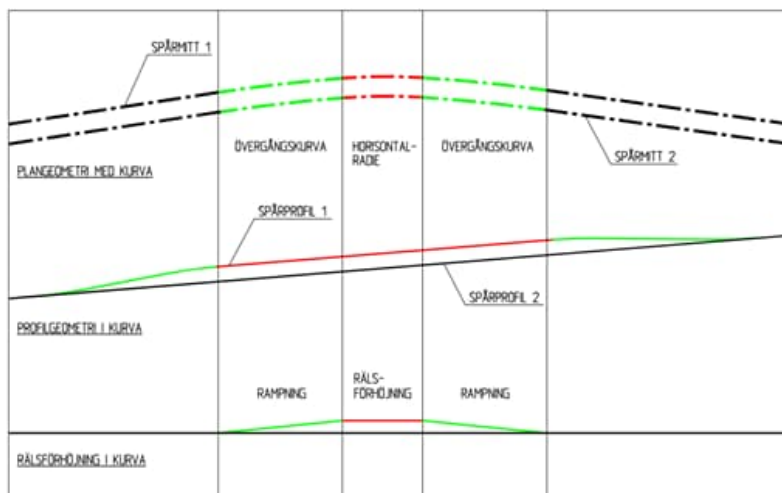 SPÅRMITT 1
ÖVERGÅNGSKURVA
HORISONTAL-
RADIE
ÖVERGÅNGSKURVA
SPÅRMITT 2
PLANGEOMETRI MED KURVA
SPÅRPROFIL 1
SPÅRPROFIL 2
PROFILGEOMETRI I KURVA
RAMPNING
RÄLS-
FÖRHÖJNING
RAMPNING
RÄLSFÖRHÖJNING I KURVA